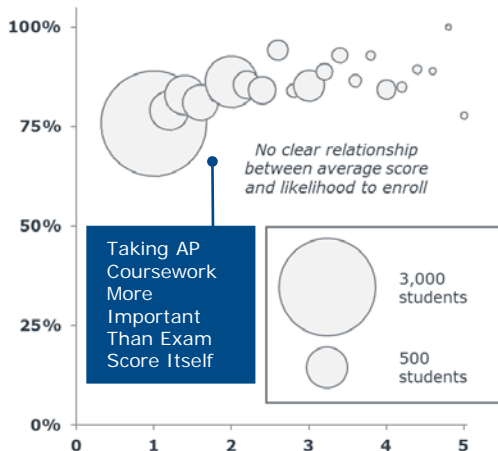 100%
75%
No clear relationship
between average score
and likelihood to enroll
50%
Taking AP
Coursework
More
Important
Than Exam
Score Itself
3,000
students
500
students
25%
0%
0 1 2 3 4 5